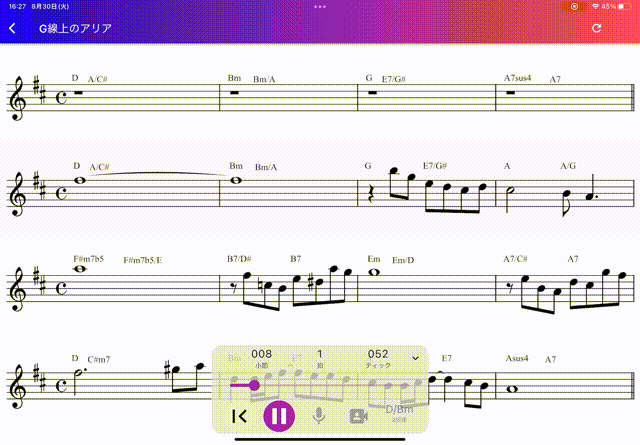 16:27 8月30日(火) 45%
G線上のアリア
D A/C# Bm Bm/A G E7/G# A7sus4 A7
D A/C# Bm Bm/A G E7/G# A A/G
F#m7b5 F#m7b5/E B7/D# B7 Em Em/D A7/C# A7
D C#m7 Bm E7 E7 Asus4 A7
008 1 052
小節 拍 ティック
D/Bm